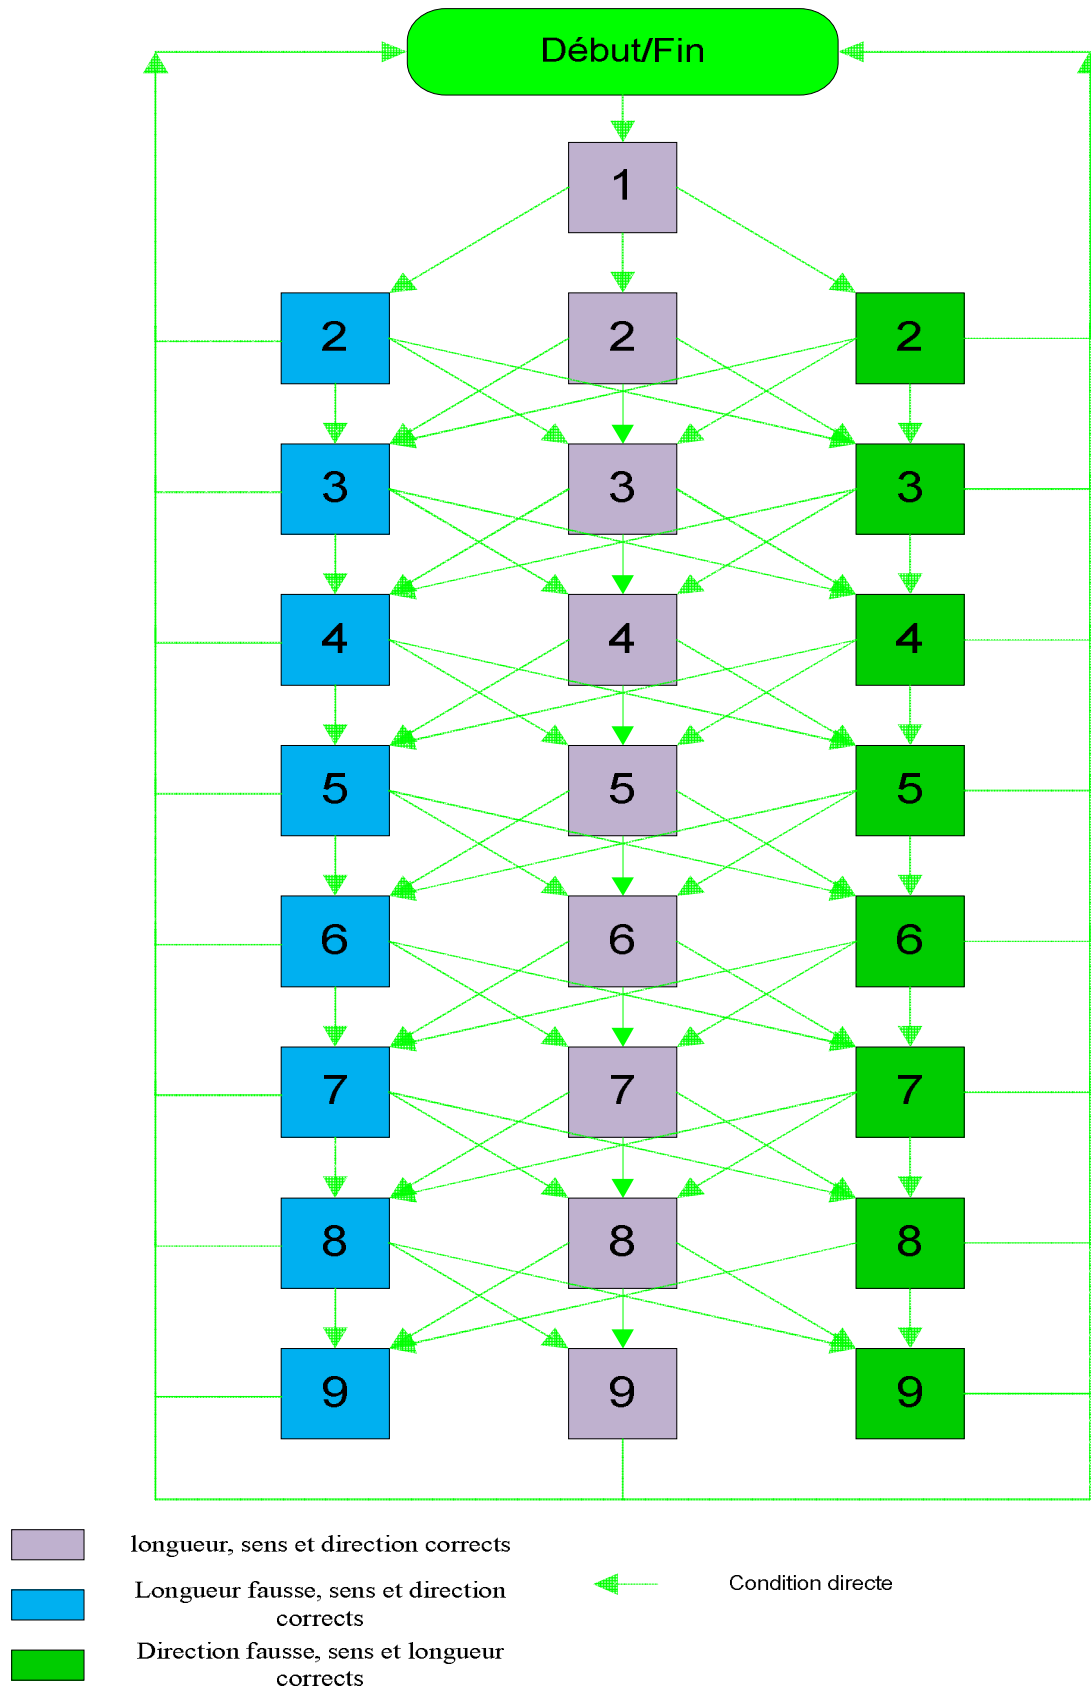 Début/Fin
1
2 2 2
3 3 3
4 4 4
5 5 5
6 6 6
7 7 7
8 8 8
9 9 9
longueur, sens et direction corrects
Longueur fausse, sens et direction
corrects
Direction fausse, sens et longueur
corrects
Condition directe